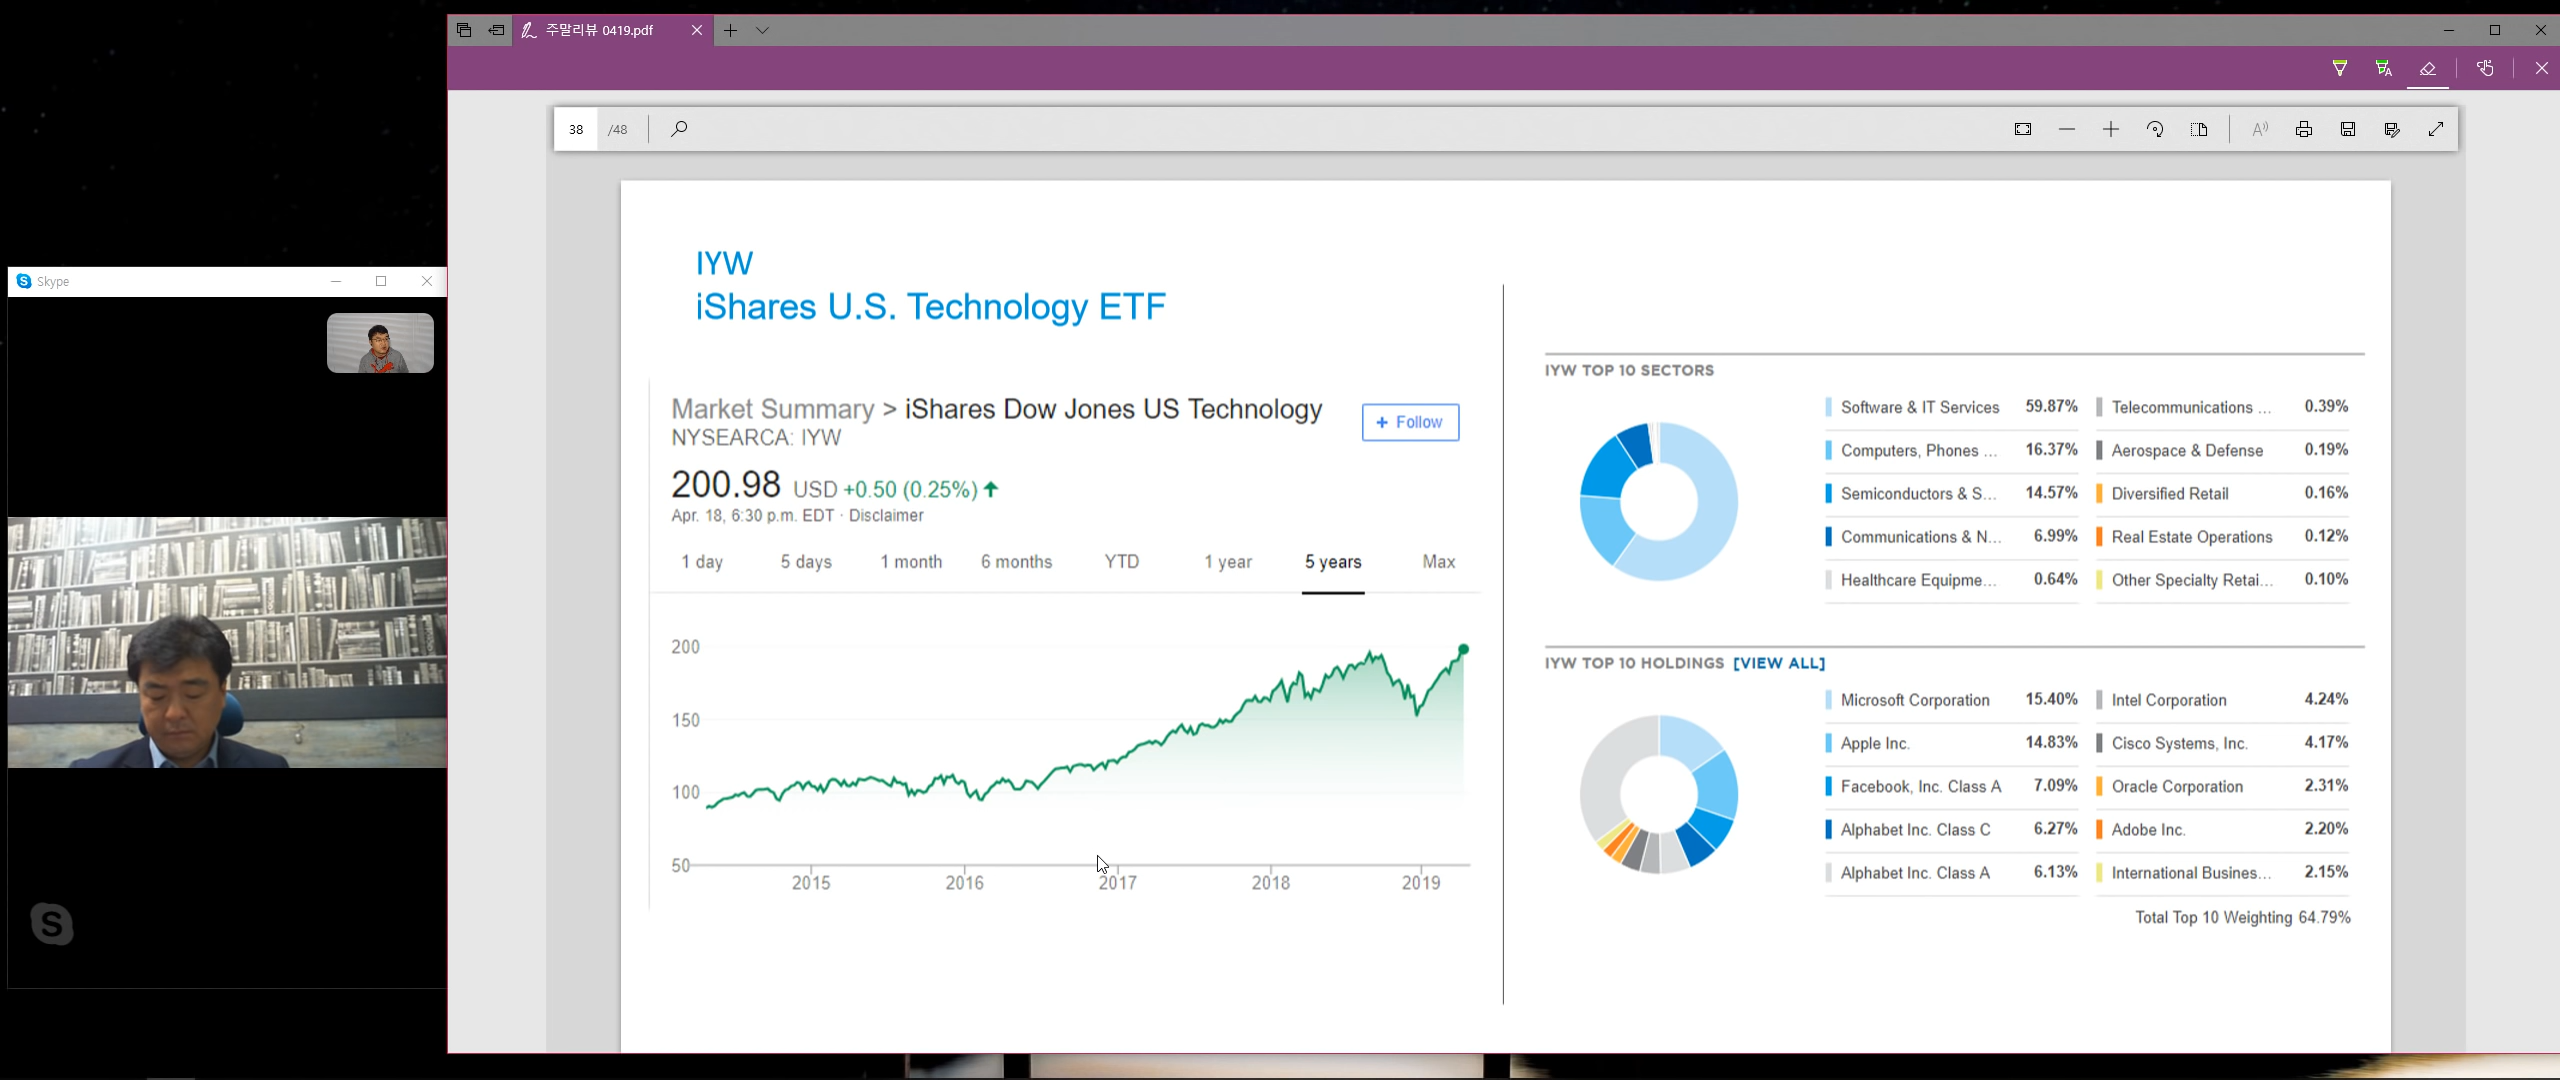 주말리뷰 0419.pdf
38 /48
Skype
IYW
iShares U.S. Technology ETF
Market Summary > iShares Dow Jones US Technology
NYSEARCA: IYW
+ Follow
200.98 USD +0.50 (0.25%)
Apr. 18, 6:30 p.m. EDT · Disclaimer
1 day 5 days 1 month 6 months YTD 1 year 5 years Max
200
150
100
50
2015 2016 2017 2018 2019
IYW TOP 10 SECTORS
Software & IT Services 59.87% Telecommunications ... 0.39%
Computers, Phones ... 16.37% Aerospace & Defense 0.19%
Semiconductors & S... 14.57% Diversified Retail 0.16%
Communications & N... 6.99% Real Estate Operations 0.12%
Healthcare Equipme... 0.64% Other Specialty Retai... 0.10%
IYW TOP 10 HOLDINGS [VIEW ALL]
Microsoft Corporation 15.40% Intel Corporation 4.24%
Apple Inc. 14.83% Cisco Systems, Inc. 4.17%
Facebook, Inc. Class A 7.09% Oracle Corporation 2.31%
Alphabet Inc. Class C 6.27% Adobe Inc. 2.20%
Alphabet Inc. Class A 6.13% International Busines... 2.15%
Total Top 10 Weighting 64.79%